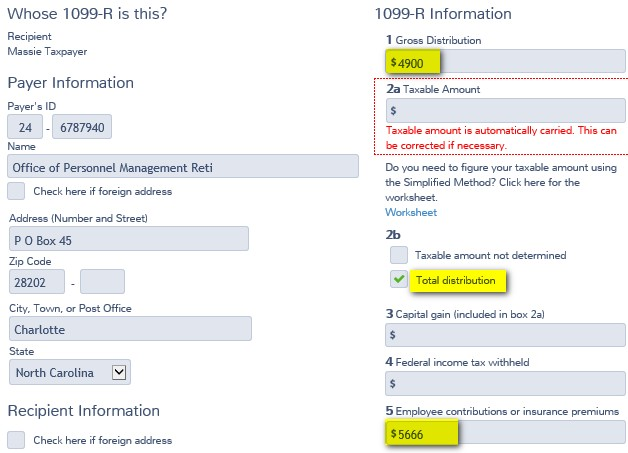 Whose 1099-R is this?
Recipient
Massie Taxpayer
Payer Information
Payer's ID
24 - 6787940
Name
Office of Personnel Management Reti
Check here if foreign address
Address (Number and Street)
P O Box 45
Zip Code
28202 -
City, Town, or Post Office
Charlotte
State
North Carolina
Recipient Information
Check here if foreign address
1099-R Information
1 Gross Distribution
$4900
2a Taxable Amount
$
Taxable amount is automatically carried. This can
be corrected if necessary.
Do you need to figure your taxable amount using
the Simplified Method? Click here for the
worksheet.
Worksheet
2b
Taxable amount not determined
Total distribution
3 Capital gain (included in box 2a)
$
4 Federal income tax withheld
$
5 Employee contributions or insurance premiums
$5666